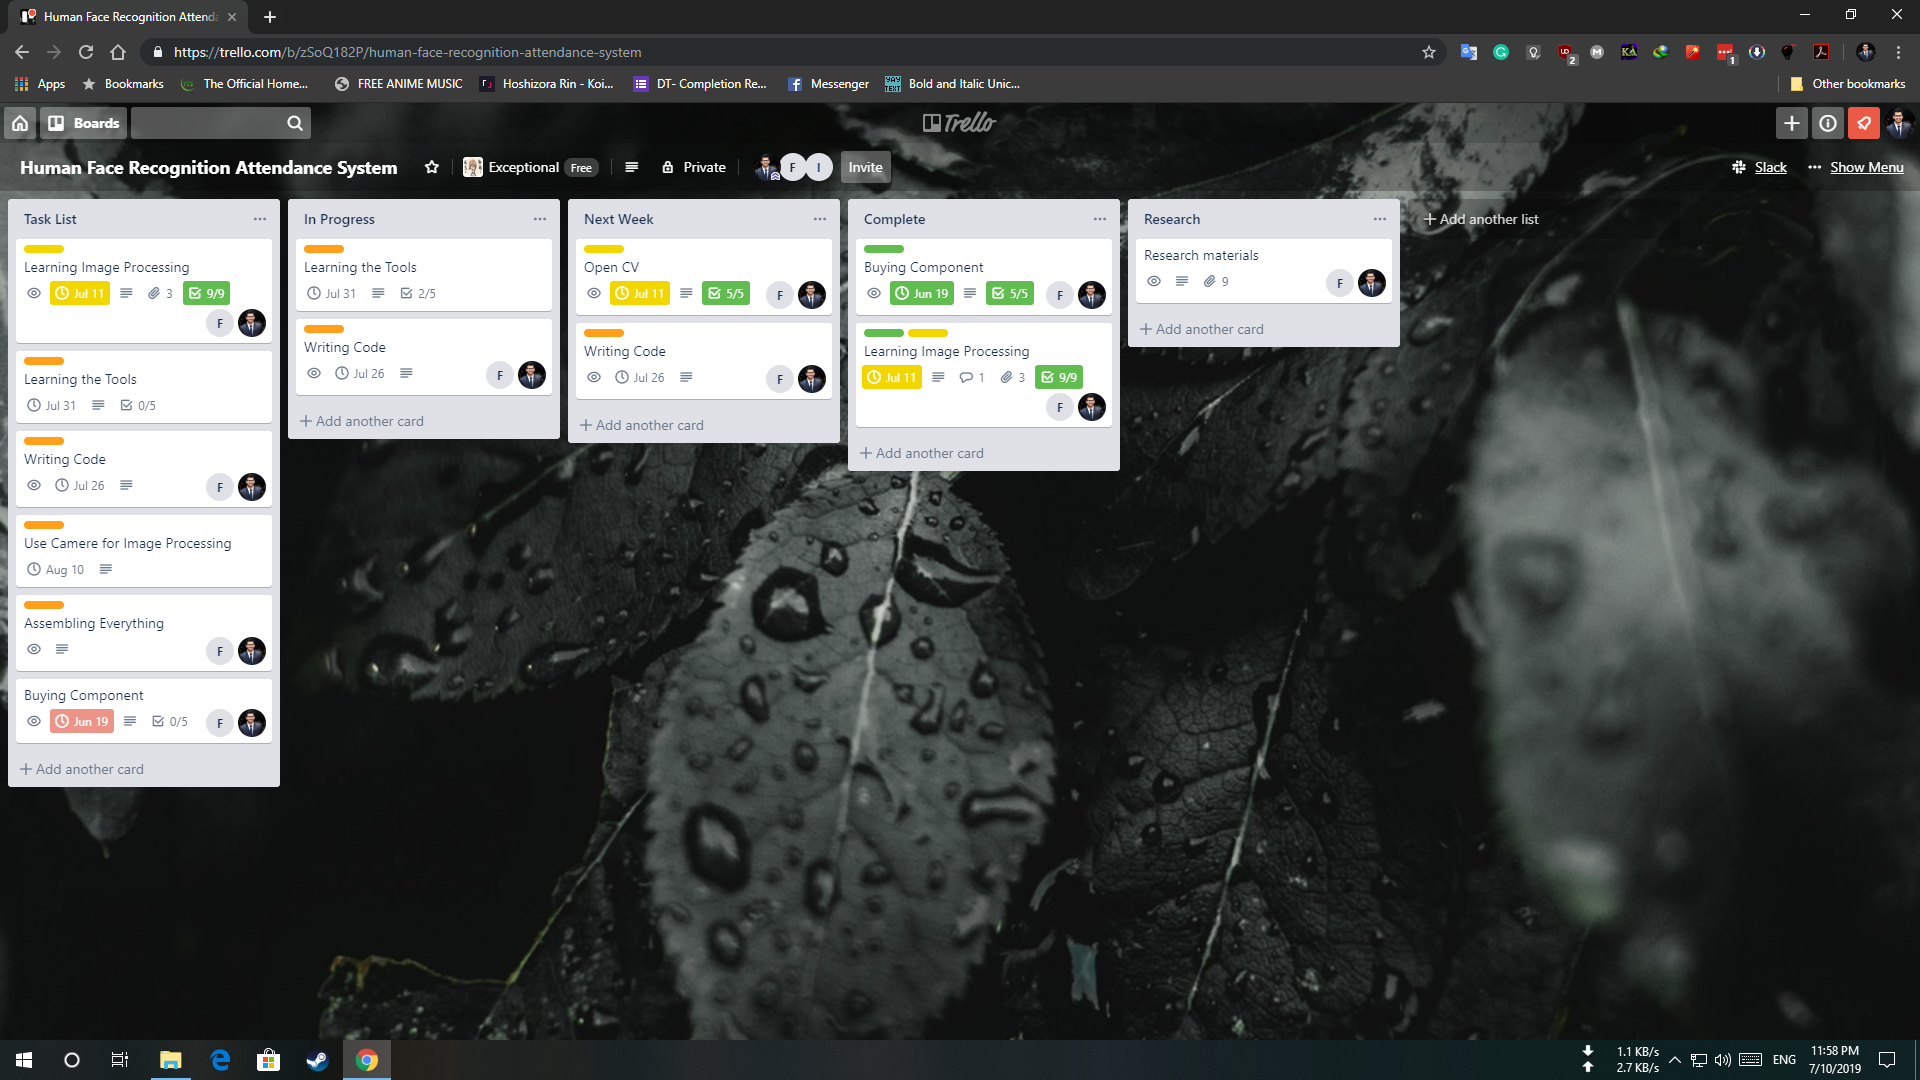 Human Face Recognition Attenda
https://trello.com/b/zSoQ182P/human-face-recognition-attendance-system
2
1
Apps
Bookmarks
The Official Home...
FREE ANIME MUSIC
Hoshizora Rin - Koi...
DT- Completion Re...
Messenger
Bold and Italic Unic...
Other bookmarks
Boards
Trello
Human Face Recognition Attendance System
Exceptional Free
Private
F
I
Invite
Slack
Show Menu
Task List
Learning Image Processing
Jul 11 3 9/9
F
Learning the Tools
Jul 31 0/5
Writing Code
Jul 26 F
Use Camere for Image Processing
Aug 10
Assembling Everything
F
Buying Component
Jun 19 0/5 F
Add another card
In Progress
Learning the Tools
Jul 31 2/5
Writing Code
Jul 26 F
Add another card
Next Week
Open CV
Jul 11 5/5 F
Writing Code
Jul 26 F
Add another card
Complete
Buying Component
Jun 19 5/5 F
Learning Image Processing
Jul 11 1 3 9/9
F
Add another card
Research
Research materials
9 F
Add another card
Add another list
1.1 KB/s
2.7 KB/s
ENG
11:58 PM
7/10/2019